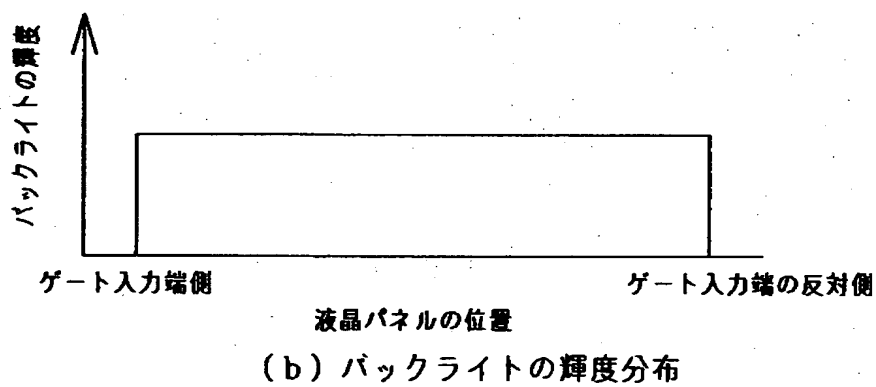 バックライトの輝度
ゲート入力端側
ゲート入力端の反対側
液晶パネルの位置
(b)バックライトの輝度分布